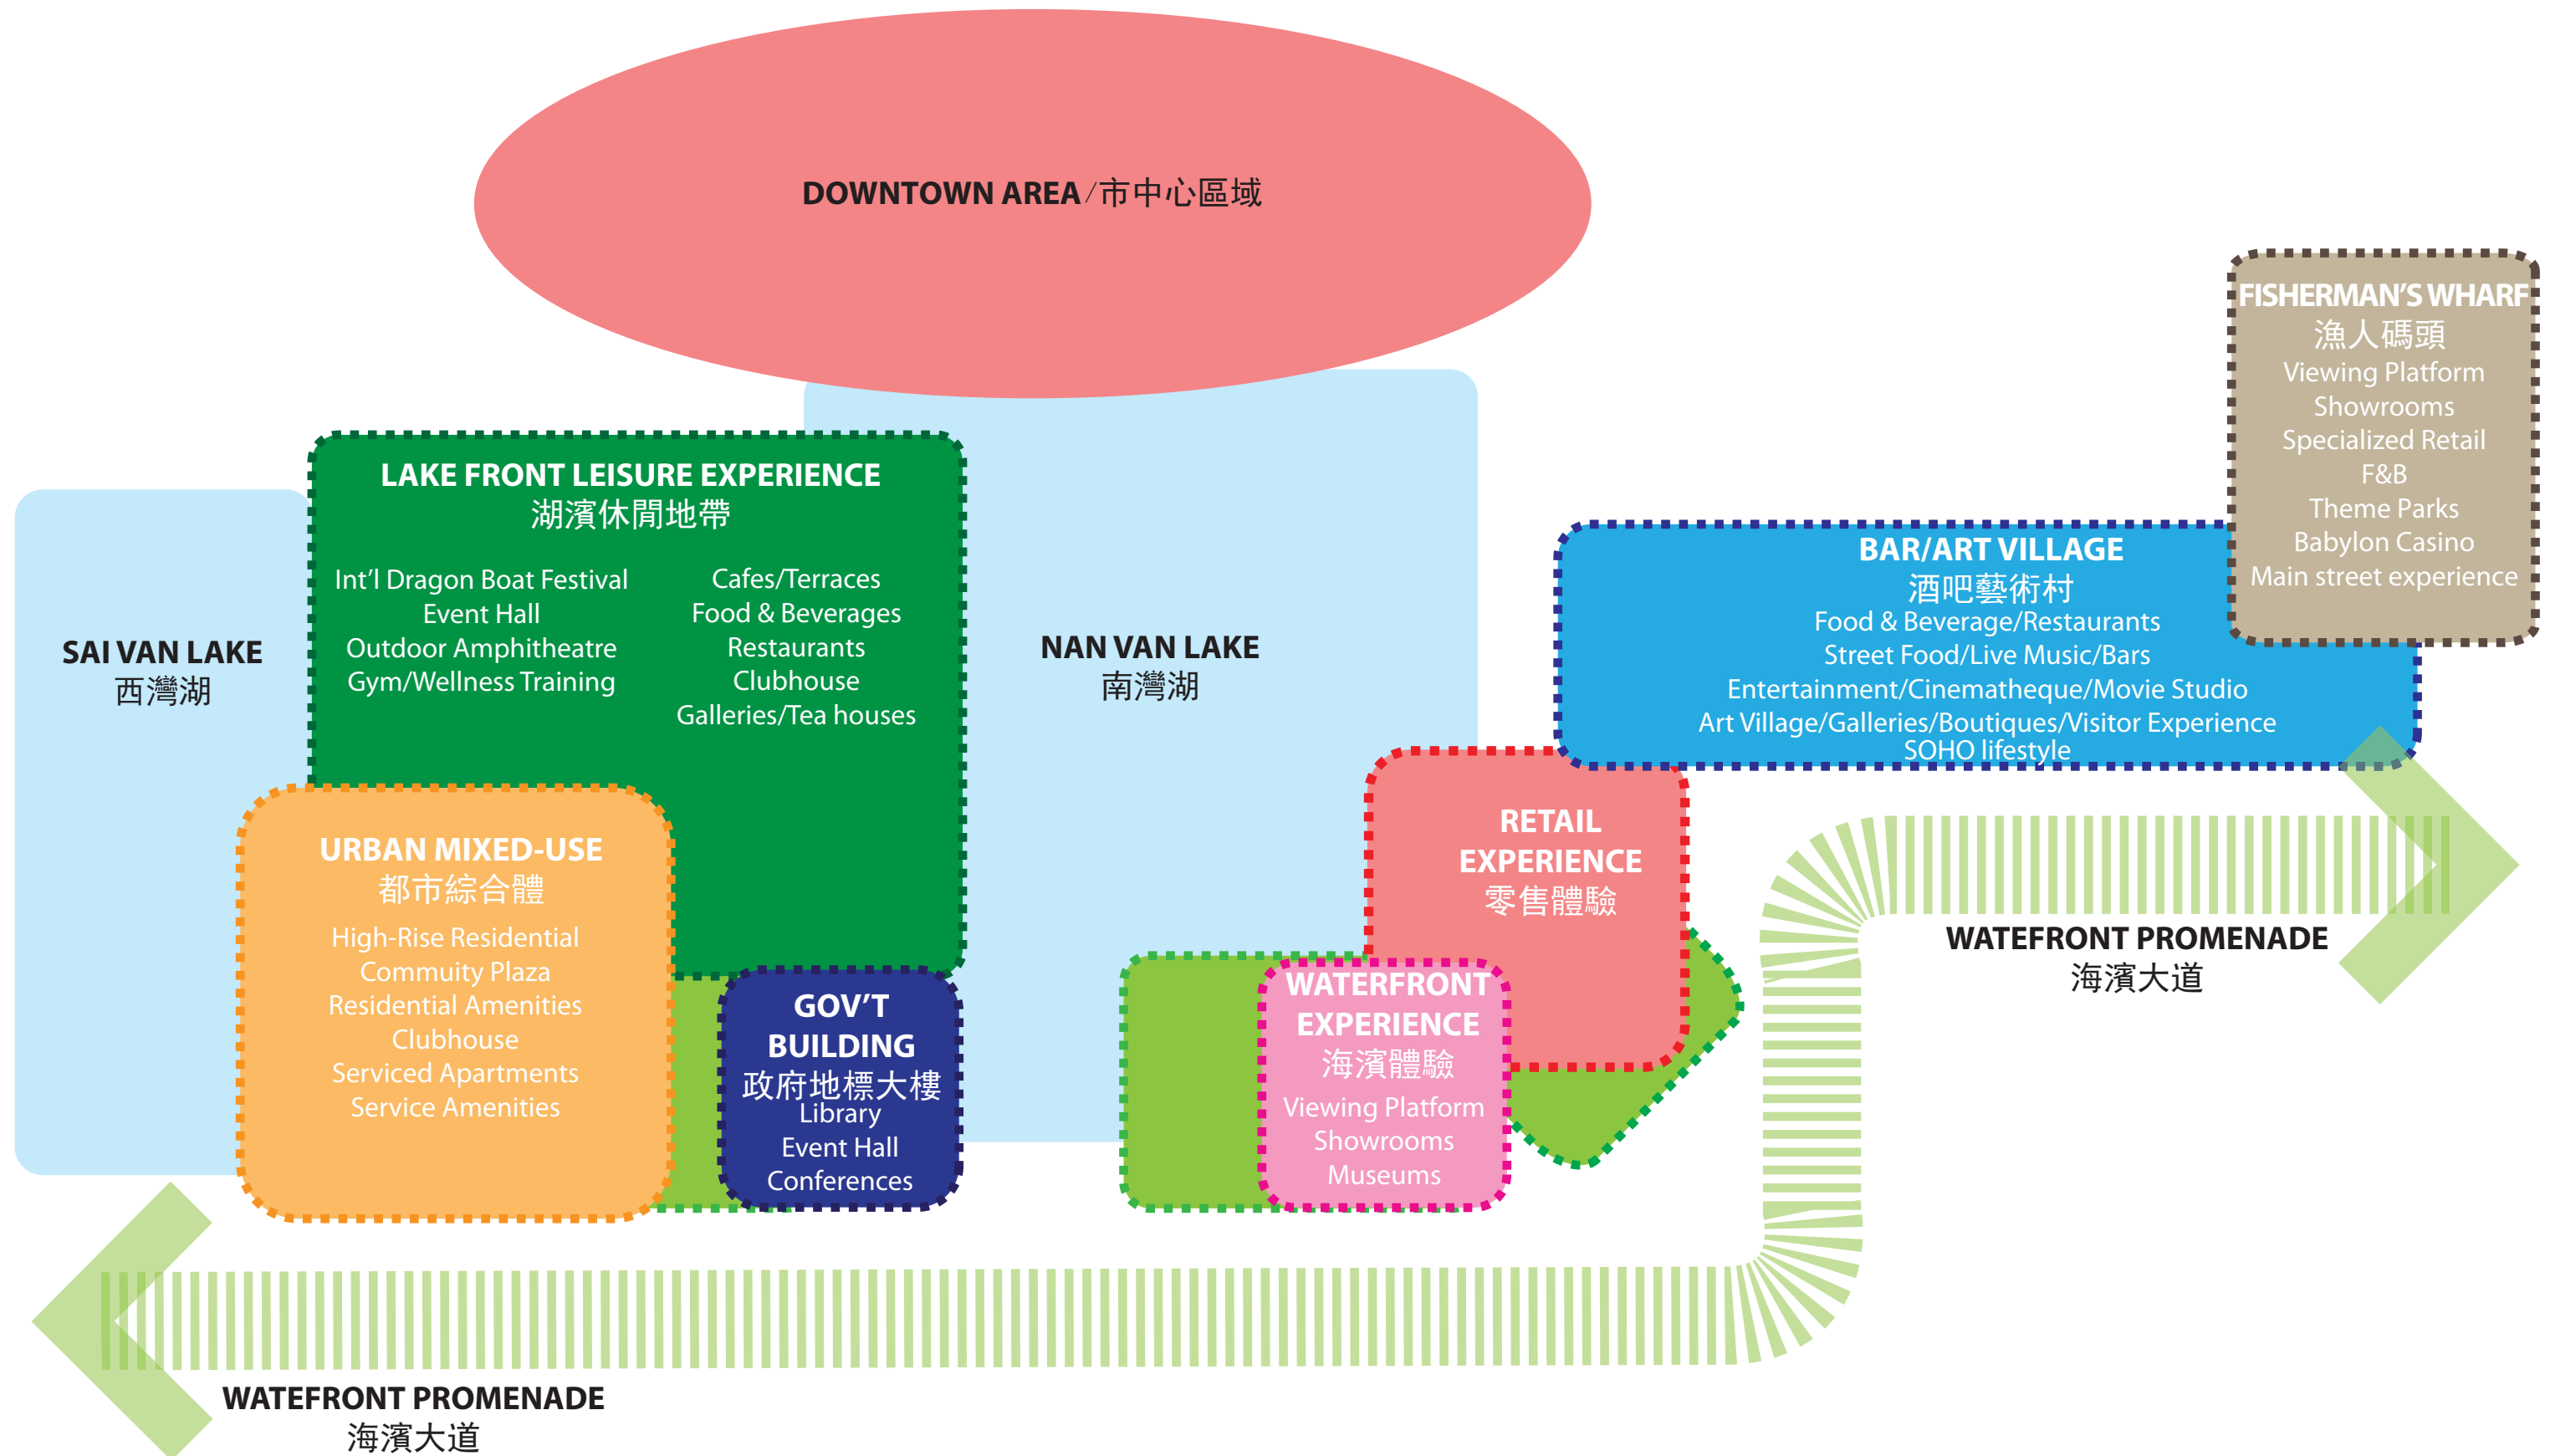 DOWNTOWN AREA/市中心區域
FISHERMAN'S WHARF
漁人碼頭
Viewing Platform
Showrooms
Specialized Retail
F&B
Theme Parks
Babylon Casino
Main street experience
LAKE FRONT LEISURE EXPERIENCE
湖濱休閒地帶
Int'l Dragon Boat Festival
Event Hall
Outdoor Amphitheatre
Gym/Wellness Training
Cafes/Terraces
Food & Beverages
Restaurants
Clubhouse
Galleries/Tea houses
SAI VAN LAKE
西灣湖
NAN VAN LAKE
南灣湖
BAR/ART VILLAGE
酒吧藝術村
Food & Beverage/Restaurants
Street Food/Live Music/Bars
Entertainment/Cinematheque/Movie Studio
Art Village/Galleries/Boutiques/Visitor Experience
SOHO lifestyle
URBAN MIXED-USE
都市綜合體
High-Rise Residential
Commuity Plaza
Residential Amenities
Clubhouse
Serviced Apartments
Service Amenities
GOV'T
BUILDING
政府地標大樓
Library
Event Hall
Conferences
RETAIL
EXPERIENCE
零售體驗
WATERFRONT
EXPERIENCE
海濱體驗
Viewing Platform
Showrooms
Museums
WATEFRONT PROMENADE
海濱大道
WATEFRONT PROMENADE
海濱大道